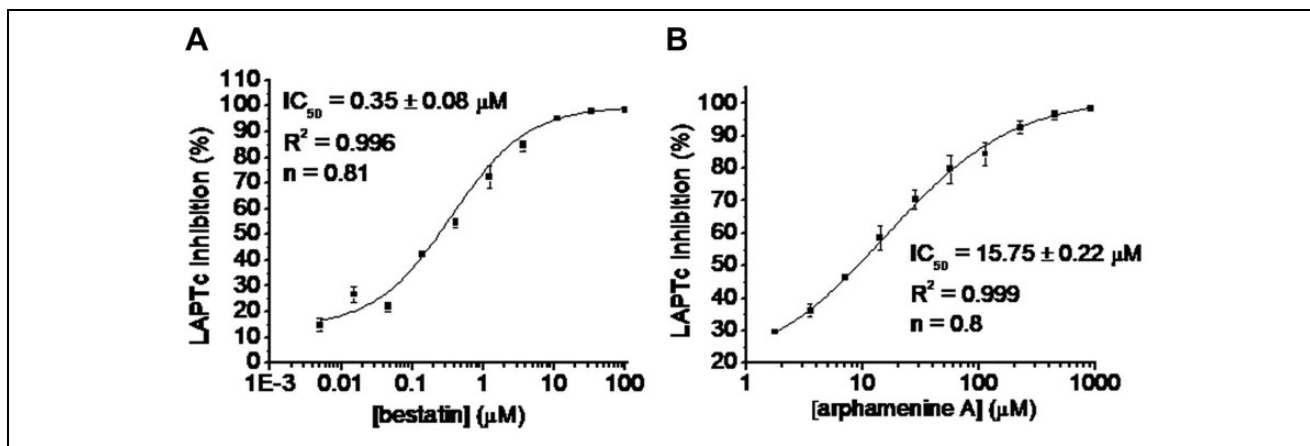 A
110
100
90
80
70
60
50
40
30
20
10
0
LAPTc Inhibition (%)
IC50 = 0.35 ± 0.08 µM
R2 = 0.996
n = 0.81
1E-3 0.01 0.1 1 10 100
[bestatin] (µM)
B
100
90
80
70
60
50
40
30
20
LAPTc Inhibition (%)
IC50 = 15.75 ± 0.22 µM
R2 = 0.999
n = 0.8
1 10 100 1000
[arphamenine A] (µM)